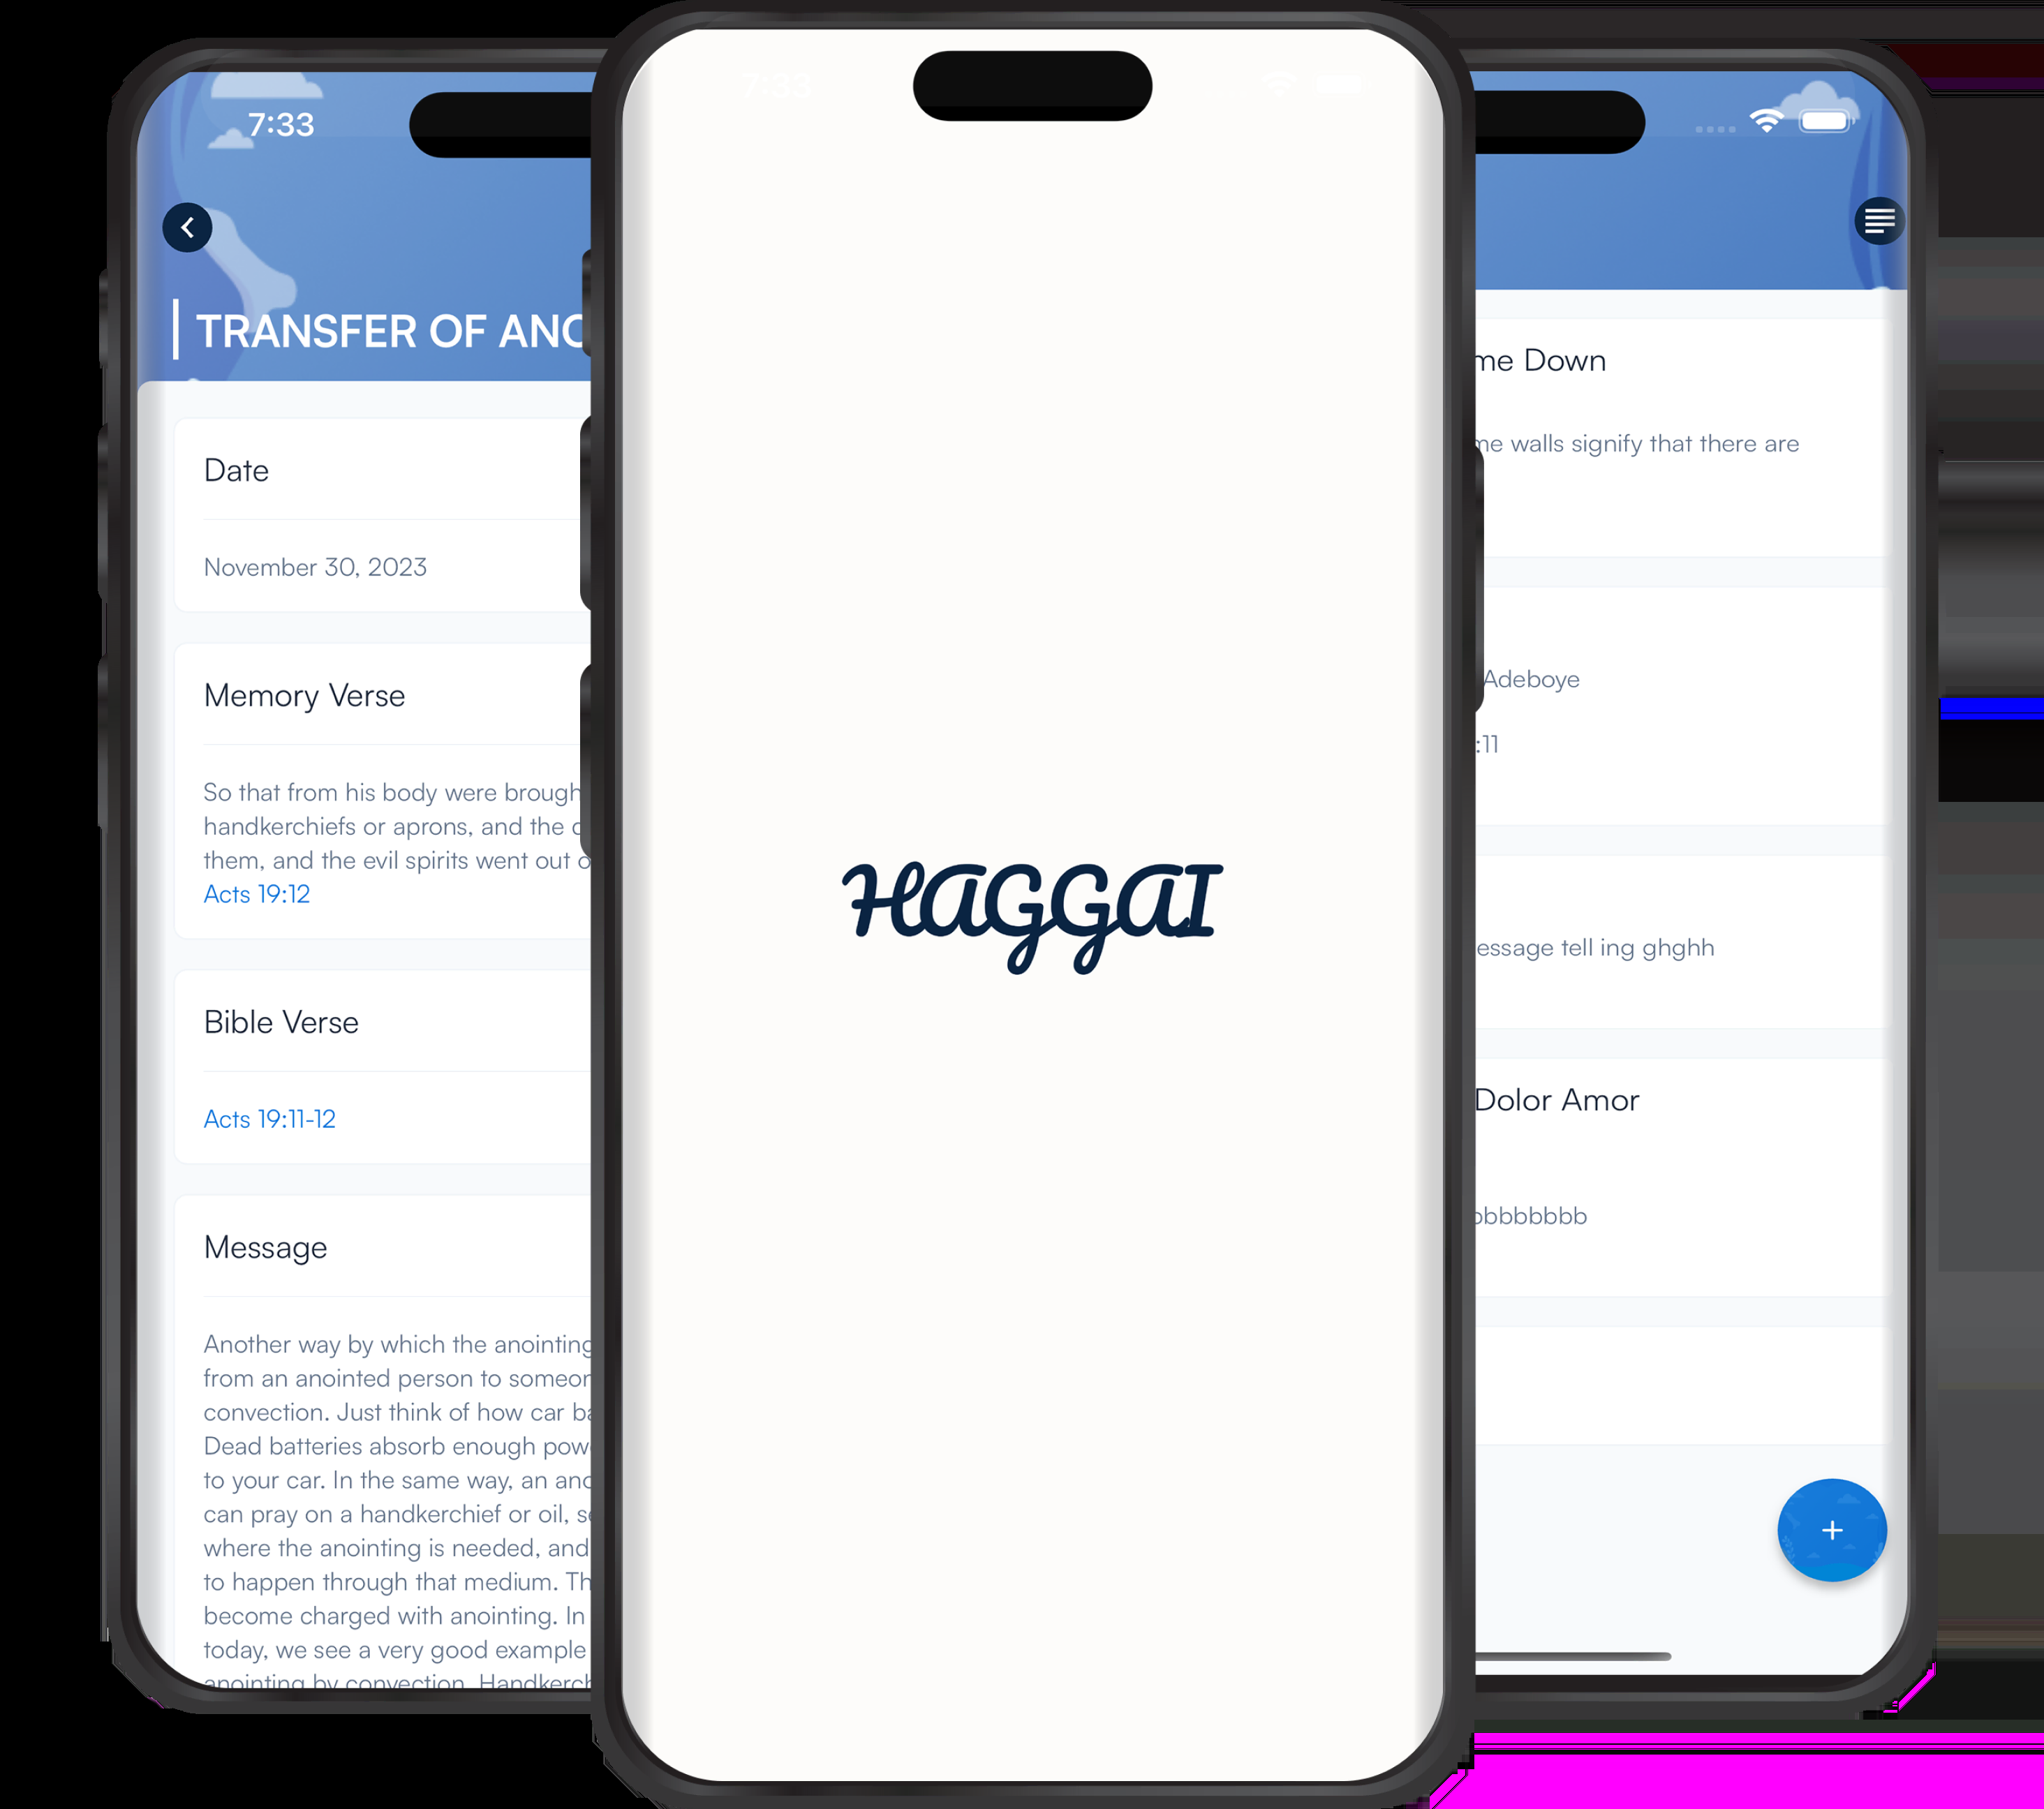 7:33
TRANSFER OF ANO
Date
November 30, 2023
Memory Verse
So that from his body were brough
handkerchiefs or aprons, and the
them, and the evil spirits went out
Acts 19:12
Bible Verse
Acts 19:11-12
Message
Another way by which the anointing
from an anointed person to someon
convection. Just think of how car ba
Dead batteries absorb enough pow
to your car. In the same way, an ano
can pray on a handkerchief or oil, se
where the anointing is needed, and
to happen through that medium. Th
become charged with anointing. In
today, we see a very good example
anointing by convection. Handkerch
7:33
HAGGAI
me Down
me walls signify that there are
Adeboye
:11
essage tell ing ghghh
Dolor Amor
bbbbbbbb